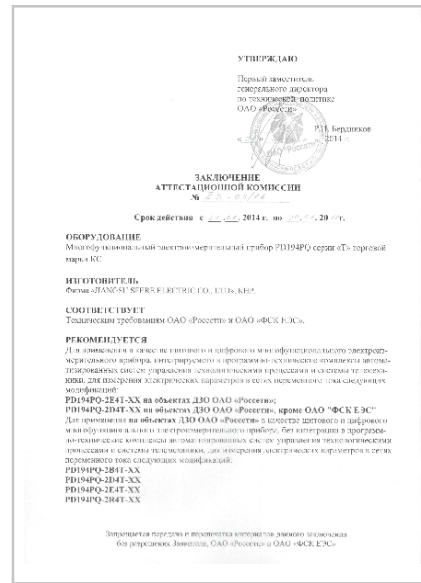 УТВЕРЖДАЮ
Первый заместитель
генерального директора
по технической политике
ОАО «Россети»
Р.Н. Бердников
2014 г.
ЗАКЛЮЧЕНИЕ
АТТЕСТАЦИОННОЙ КОМИССИИ
№
Срок действия с 2014 г. по 20 г.
ОБОРУДОВАНИЕ
Многофункциональный электроизмерительный прибор PD194PQ серии «Т» торговой
марки КС
ИЗГОТОВИТЕЛЬ
Фирма «JIANGSU SFERE ELECTRIC CO., LTD», КНР.
СООТВЕТСТВУЕТ
Техническим требованиям ОАО «Россети» и ОАО «ФСК ЕЭС».
РЕКОМЕНДУЕТСЯ
Для применения в качестве щитового и цифрового многофункционального электроиз-
мерительного прибора, интегрируемого в программно-технические комплексы автома-
тизированных систем управления технологическими процессами и системы телемеха-
ники, для измерения электрических параметров в сетях переменного тока следующих
модификаций:
PD194PQ-2E4T-XX на объектах ДЗО ОАО «Россети»;
PD194PQ-2D4T-XX на объектах ДЗО ОАО «Россети», кроме ОАО "ФСК ЕЭС"
Для применения на объектах ДЗО ОАО «Россети» в качестве щитового и цифрового
многофункционального электроизмерительного прибора, без интеграции в программ-
но-технические комплексы автоматизированных систем управления технологическими
процессами и системы телемеханики, для измерения электрических параметров в сетях
переменного тока следующих модификаций:
PD194PQ-2B4T-XX
PD194PQ-2D4T-XX
PD194PQ-2E4T-XX
PD194PQ-2R4T-XX
Запрещается передача и перепечатка материалов данного заключения
без разрешения Заявителя, ОАО «Россети» и ОАО «ФСК ЕЭС»